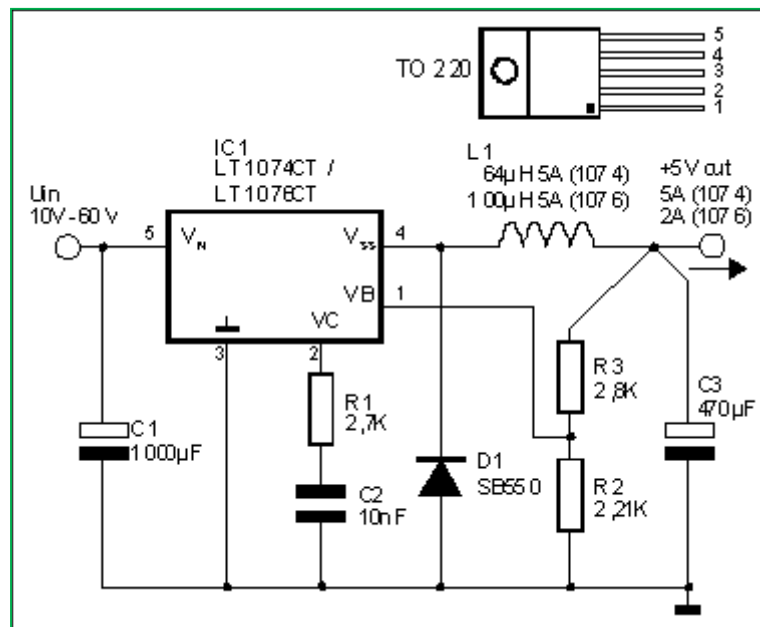 TO 220
5
4
3
2
1
IC1
LT1074CT /
LT1076CT
L1
64µH 5A (1074)
100µH 5A (1076)
+5V out
5A (1074)
2A (1076)
Uin
10V-60V
5
VIN
VSS
4
VB
1
VC
3
2
R1
2,7K
C1
1000µF
C2
10nF
D1
SB550
R3
2,8K
R2
2,21K
C3
470µF